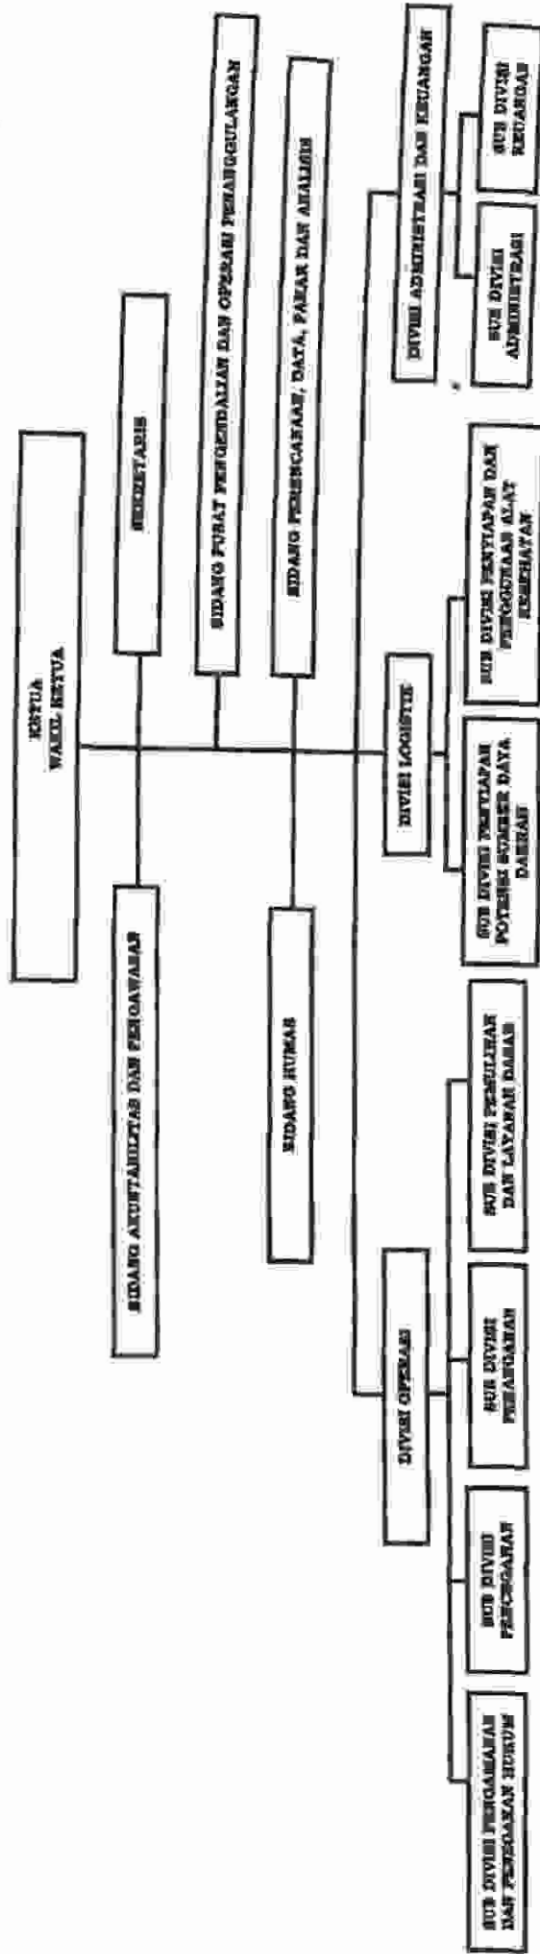 KETUA
WAKIL KETUA
BIDANG AKUNTABILITAS DAN PENGAWASAN
SEKRETARIS
BIDANG PUSAT PENGENDALIAN DAN OPERASI PENANGGULANGAN
BIDANG HUMAS
BIDANG PERENCANAAN, DATA, PAKAR DAN ANALISIS
DIVISI OPERASI
DIVISI LOGISTIK
DIVISI ADMINISTRASI DAN KEUANGAN
SUB DIVISI PENGAMANAN
DAN PENEGAKAN HUKUM
SUB DIVISI
PENCEGAHAN
SUB DIVISI
PENANGANAN
SUB DIVISI PEMULIHAN
DAN LAYANAN DASAR
SUB DIVISI PENYIAPAN
POTENSI SUMBER DAYA
DAERAH
SUB DIVISI PENYIAPAN DAN
PENGGUNAAN ALAT
KESEHATAN
SUB DIVISI
ADMINISTRASI
SUB DIVISI
KEUANGAN